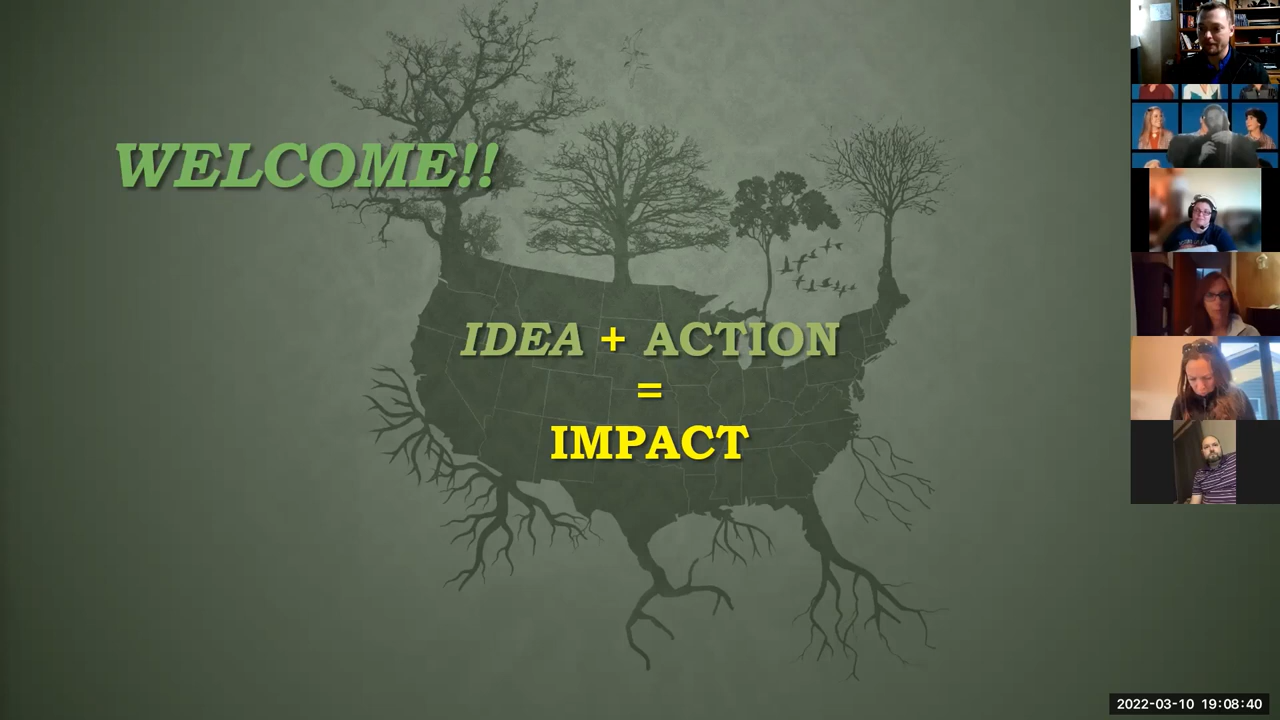 WELCOME!!
IDEA + ACTION
=
IMPACT
2022-03-10 19:08:40